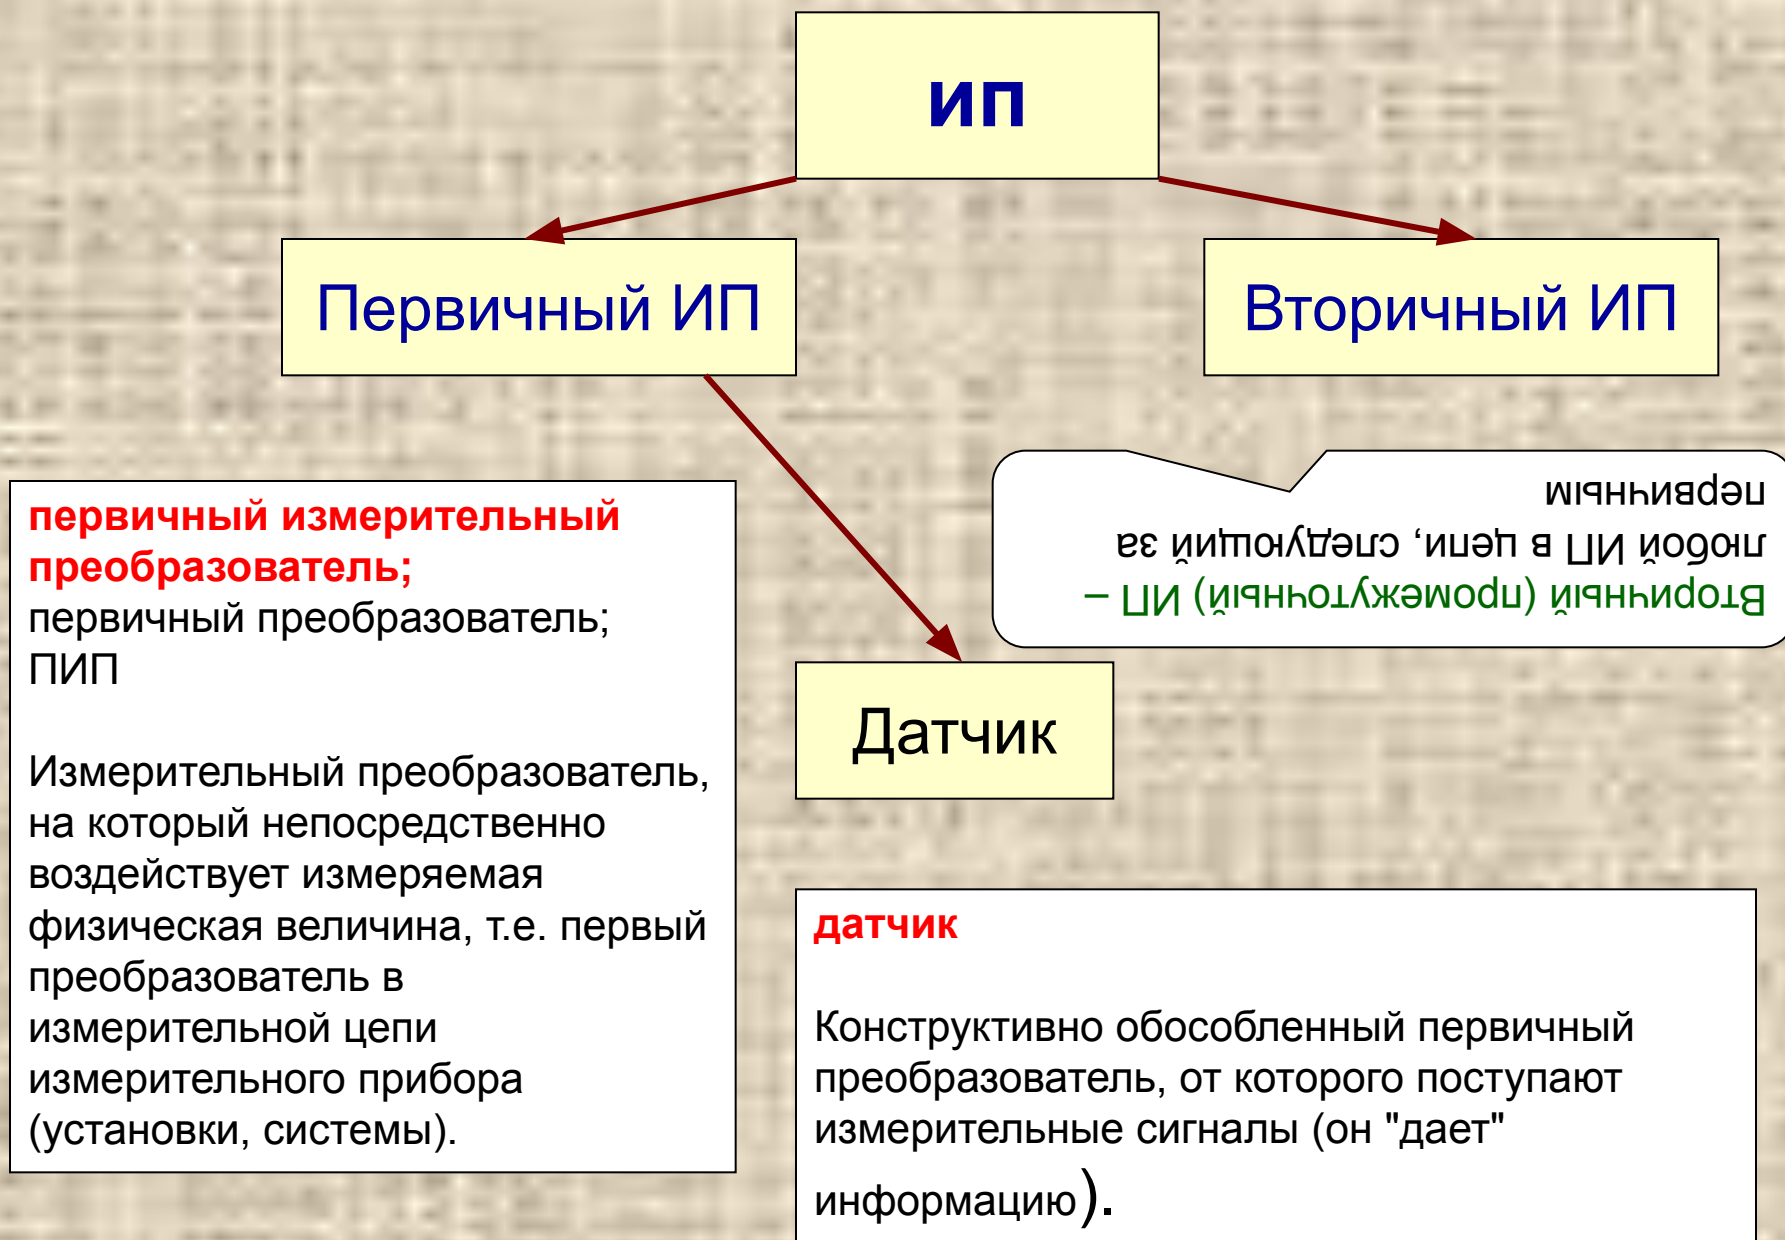 ИП
Первичный ИП
Вторичный ИП
Вторичный (промежуточный) ИП –
любой ИП в цепи, следующий за
первичным
первичный измерительный
преобразователь;
первичный преобразователь;
ПИП
Измерительный преобразователь,
на который непосредственно
воздействует измеряемая
физическая величина, т.е. первый
преобразователь в
измерительной цепи
измерительного прибора
(установки, системы).
Датчик
датчик
Конструктивно обособленный первичный
преобразователь, от которого поступают
измерительные сигналы (он "дает"
информацию).